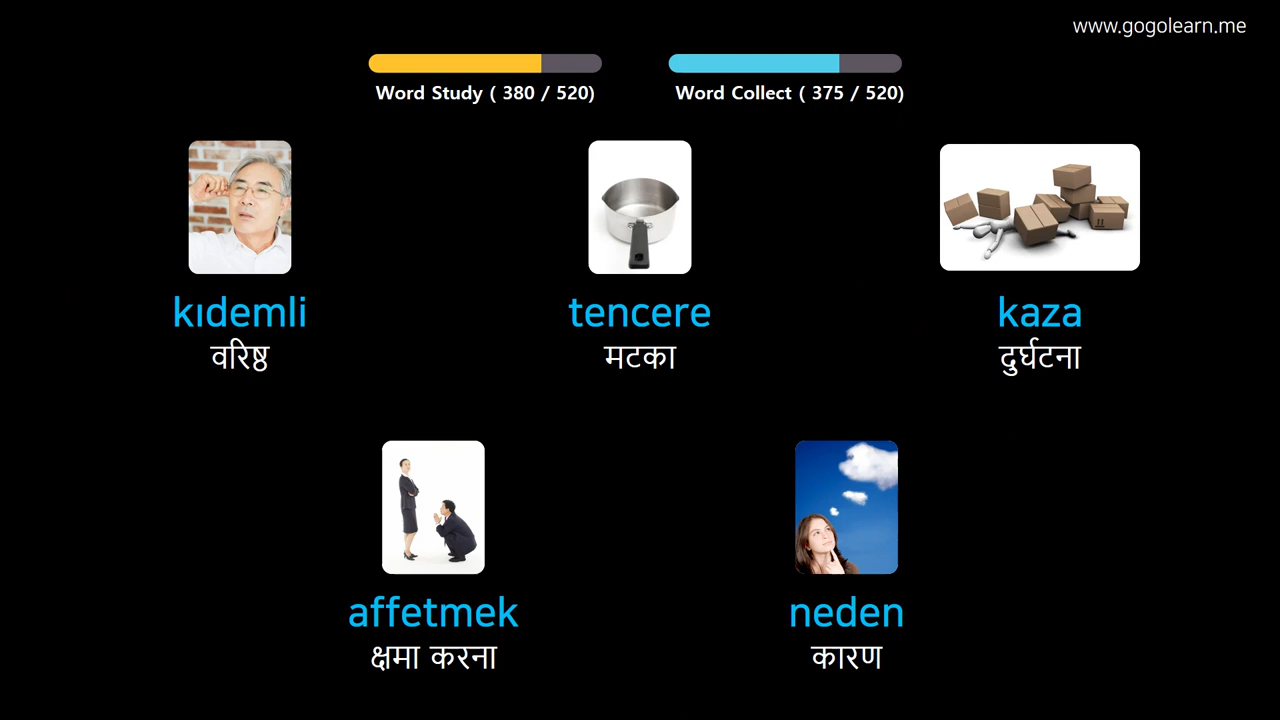 www.gogolearn.me
Word Study ( 380 / 520)
Word Collect ( 375 / 520)
kıdemli
वरिष्ठ
tencere
मटका
kaza
दुर्घटना
affetmek
क्षमा करना
neden
कारण